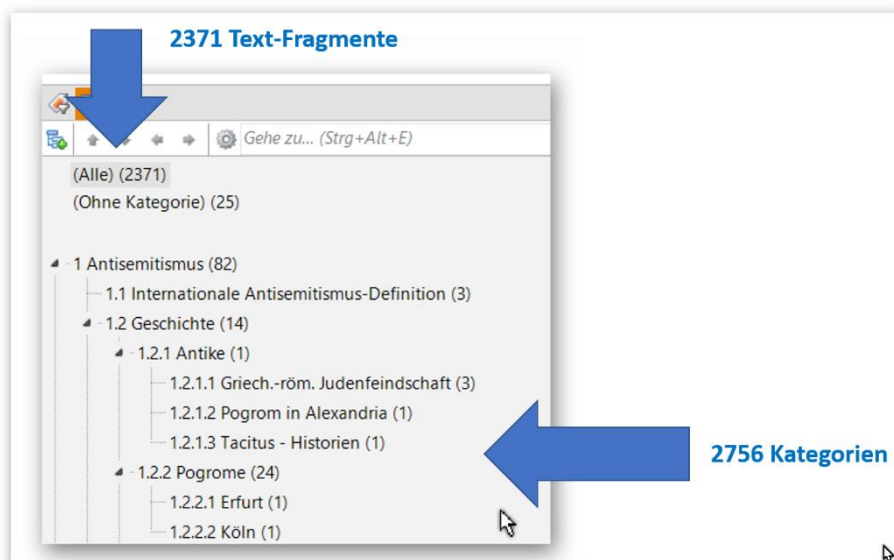 2371 Text-Fragmente
Gehe zu... (Strg+Alt+E)
(Alle) (2371)
(Ohne Kategorie) (25)
1 Antisemitismus (82)
1.1 Internationale Antisemitismus-Definition (3)
1.2 Geschichte (14)
1.2.1 Antike (1)
1.2.1.1 Griech.-röm. Judenfeindschaft (3)
1.2.1.2 Pogrom in Alexandria (1)
1.2.1.3 Tacitus - Historien (1)
2756 Kategorien
1.2.2 Pogrome (24)
1.2.2.1 Erfurt (1)
1.2.2.2 Köln (1)